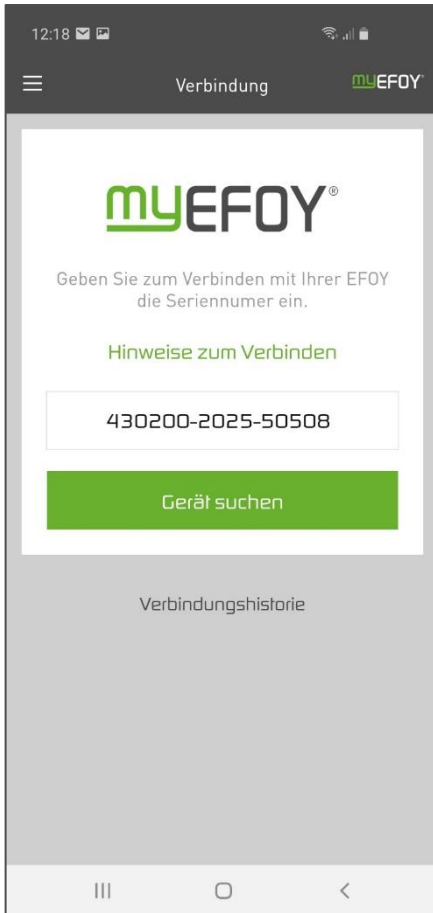 12:18
Verbindung
myEFOY
myEFOY®
Geben Sie zum Verbinden mit Ihrer EFOY
die Seriennummer ein.
Hinweise zum Verbinden
430200-2025-50508
Gerät suchen
Verbindungshistorie